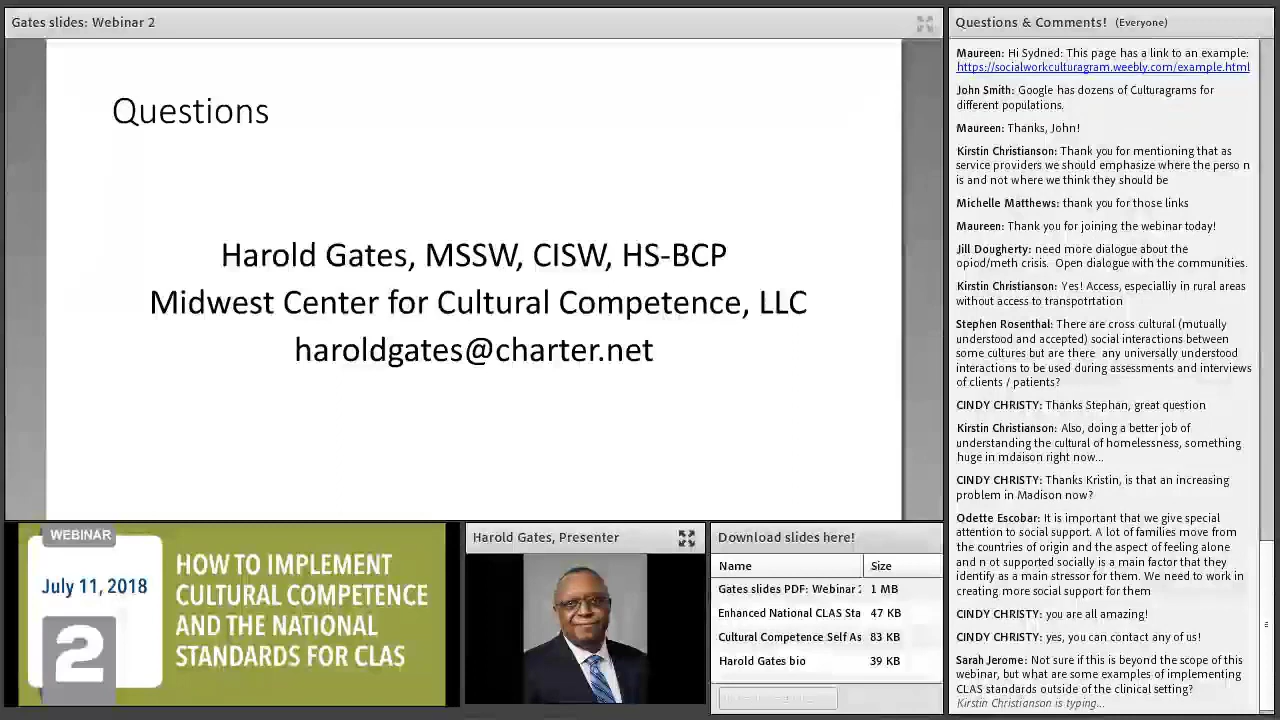 Gates slides: Webinar 2
Questions
Harold Gates, MSSW, CISW, HS-BCP
Midwest Center for Cultural Competence, LLC
haroldgates@charter.net
WEBINAR
July 11, 2018
2
HOW TO IMPLEMENT
CULTURAL COMPETENCE
AND THE NATIONAL
STANDARDS FOR CLAS
Harold Gates, Presenter
Download slides here!
Name Size
Gates slides PDF: Webinar 2 1 MB
Enhanced National CLAS Sta 47 KB
Cultural Competence Self As 83 KB
Harold Gates bio 39 KB
Questions & Comments! (Everyone)
Maureen: Hi Sydned: This page has a link to an example:
https://socialworkculturagram.weebly.com/example.html
John Smith: Google has dozens of Culturagrams for
different populations.
Maureen: Thanks, John!
Kirstin Christianson: Thank you for mentioning that as
service providers we should emphasize where the perso n
is and not where we think they should be
Michelle Matthews: thank you for those links
Maureen: Thank you for joining the webinar today!
Jill Dougherty: need more dialogue about the
opiod/meth crisis. Open dialogue with the communities.
Kirstin Christianson: Yes! Access, especiallly in rural areas
without access to transpotrtation
Stephen Rosenthal: There are cross cultural (mutually
understood and accepted) social interactions between
some cultures but are there any universally understood
interactions to be used during assessments and interviews
of clients / patients?
CINDY CHRISTY: Thanks Stephan, great question
Kirstin Christianson: Also, doing a better job of
understanding the cultural of homelessness, something
huge in mdaison right now...
CINDY CHRISTY: Thanks Kristin, is that an increasing
problem in Madison now?
Odette Escobar: It is important that we give special
attention to social support. A lot of families move from
the countries of origin and the aspect of feeling alone
and n ot supported socially is a main factor that they
identify as a main stressor for them. We need to work in
creating more social support for them
CINDY CHRISTY: you are all amazing!
CINDY CHRISTY: yes, you can contact any of us!
Sarah Jerome: Not sure if this is beyond the scope of this
webinar, but what are some examples of implementing
CLAS standards outside of the clinical setting?
Kirstin Christianson is typing...